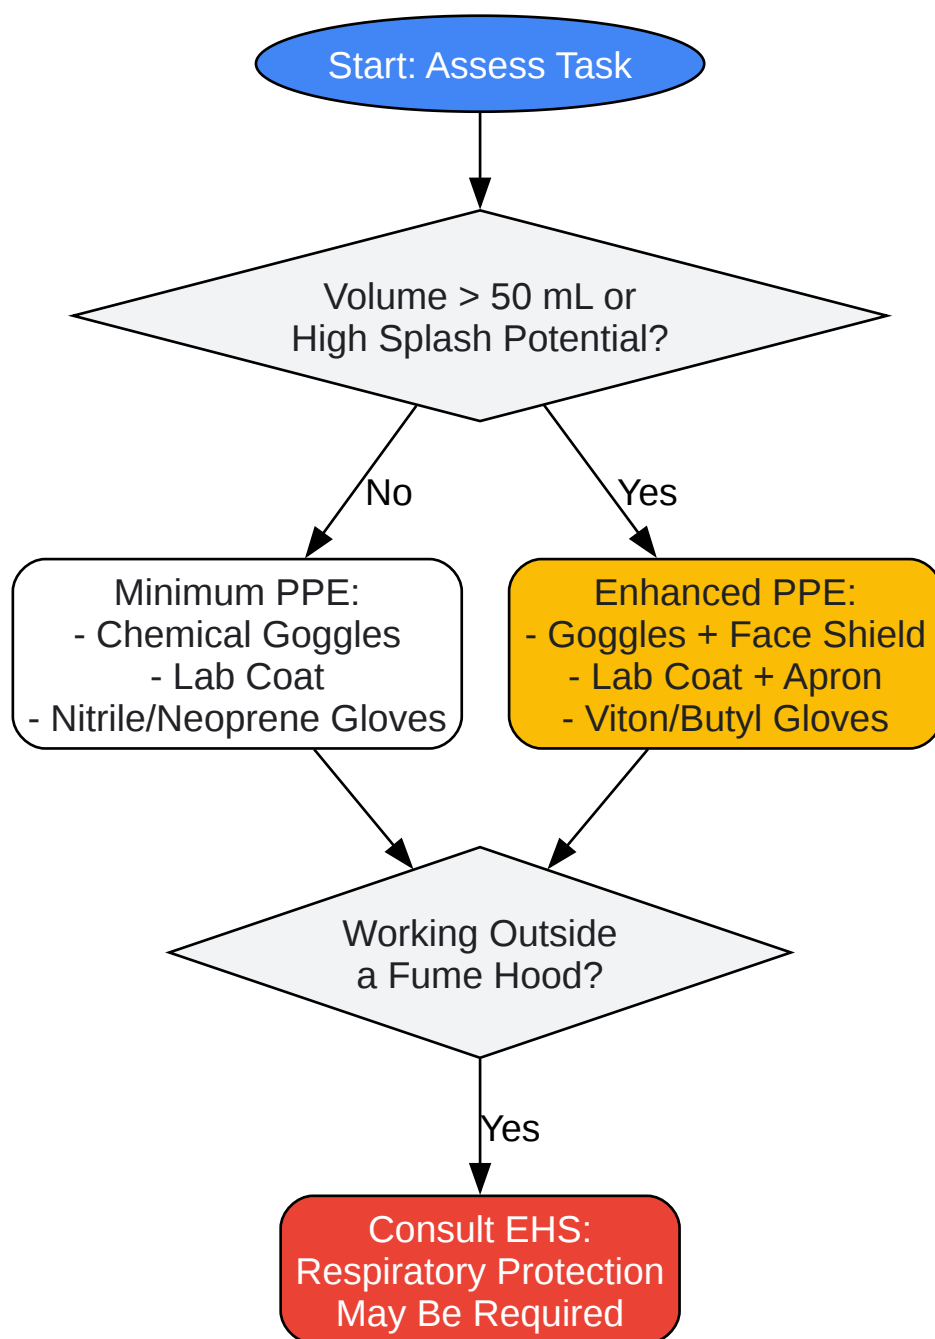 Start: Assess Task
Volume > 50 mL or
High Splash Potential?
No
Yes
Minimum PPE:
- Chemical Goggles
- Lab Coat
- Nitrile/Neoprene Gloves
Enhanced PPE:
- Goggles + Face Shield
- Lab Coat + Apron
- Viton/Butyl Gloves
Working Outside
a Fume Hood?
Yes
Consult EHS:
Respiratory Protection
May Be Required